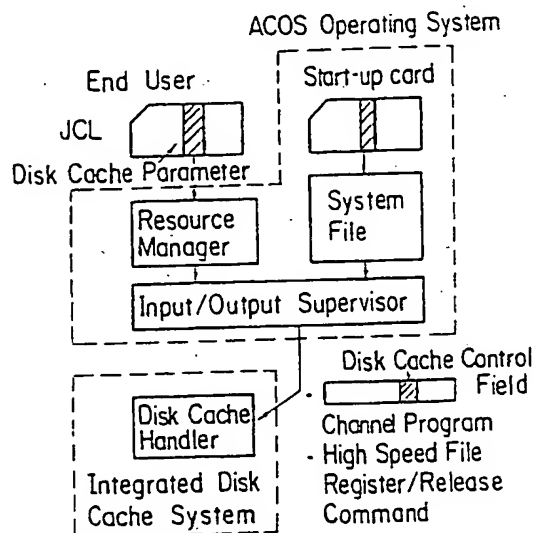 ACOS Operating System
End User
Start-up card
JCL
Disk Cache Parameter
Resource
Manager
System
File
Input/Output Supervisor
Disk Cache Control
Field
Disk Cache
Handler
Channel Program
· High Speed File
Register/Release
Command
Integrated Disk
Cache System